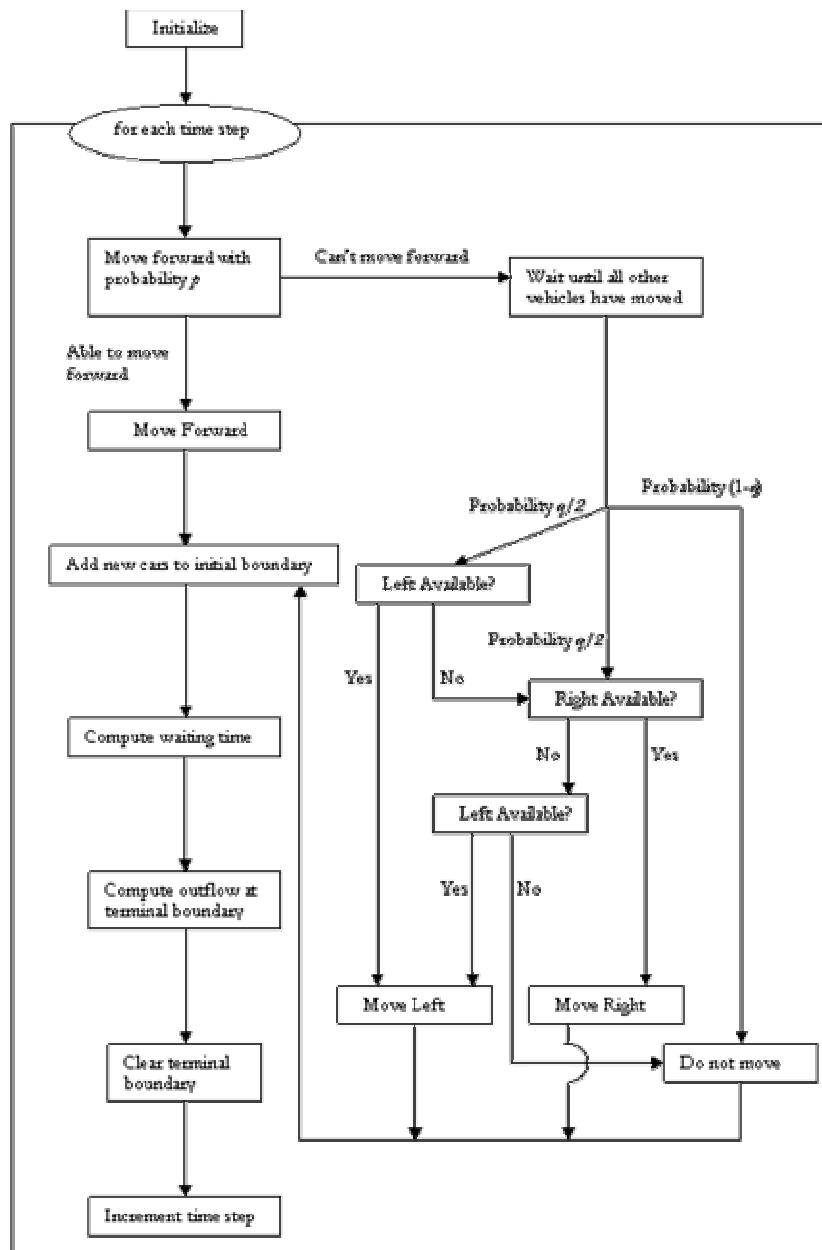 Initialize
for each time step
Move forward with
probability p
Can't move forward
Wait until all other
vehicles have moved
Able to move
forward
Move Forward
Probability (1-q)
Probability q/2
Add new cars to initial boundary
Left Available?
Probability q/2
Yes
No
Right Available?
Compute waiting time
No
Yes
Left Available?
Compute outflow at
terminal boundary
Yes
No
Move Left
Move Right
Clear terminal
boundary
Do not move
Increment time step